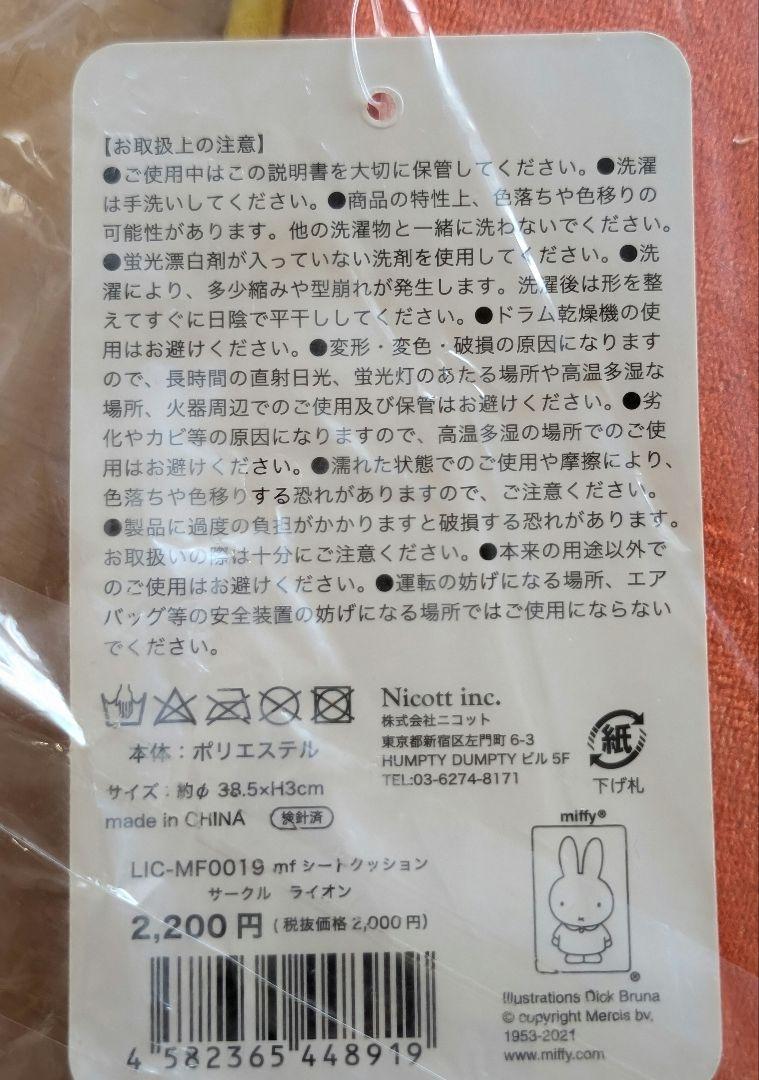 【お取扱上の注意】
●ご使用中はこの説明書を大切に保管してください。●洗濯
は手洗いしてください。●商品の特性上、色落ちや色移りの
可能性があります。他の洗濯物と一緒に洗わないでください。
●蛍光漂白剤が入っていない洗剤を使用してください。●洗
濯により、多少縮みや型崩れが発生します。洗濯後は形を整
えてすぐに日陰で平干ししてください。●ドラム乾燥機の使
用はお避けください。●変形・変色・破損の原因になります
ので、長時間の直射日光、蛍光灯のあたる場所や高温多湿な
場所、火器周辺でのご使用及び保管はお避けください。●劣
化やカビ等の原因になりますので、高温多湿の場所でのご使
用はお避けください。●濡れた状態でのご使用や摩擦により、
色落ちや色移りする恐れがありますので、ご注意ください。
●製品に過度の負担がかかりますと破損する恐れがあります。
お取扱いの際は十分にご注意ください。●本来の用途以外で
のご使用はお避けください。●運転の妨げになる場所、エア
バッグ等の安全装置の妨げになる場所ではご使用にならない
でください。
本体：ポリエステル
サイズ：約φ 38.5×H3cm
made in CHINA 検針済
Nicott inc.
株式会社ニコット
東京都新宿区左門町 6-3
HUMPTY DUMPTY ビル 5F
TEL:03-6274-8171
紙
下げ札
LIC-MF0019 mf シートクッション
サークル ライオン
2,200円 (税抜価格 2,000円)
4 582365 448919
miffy®
®
Illustrations Dick Bruna
© copyright Mercis bv,
1953-2021
www.miffy.com